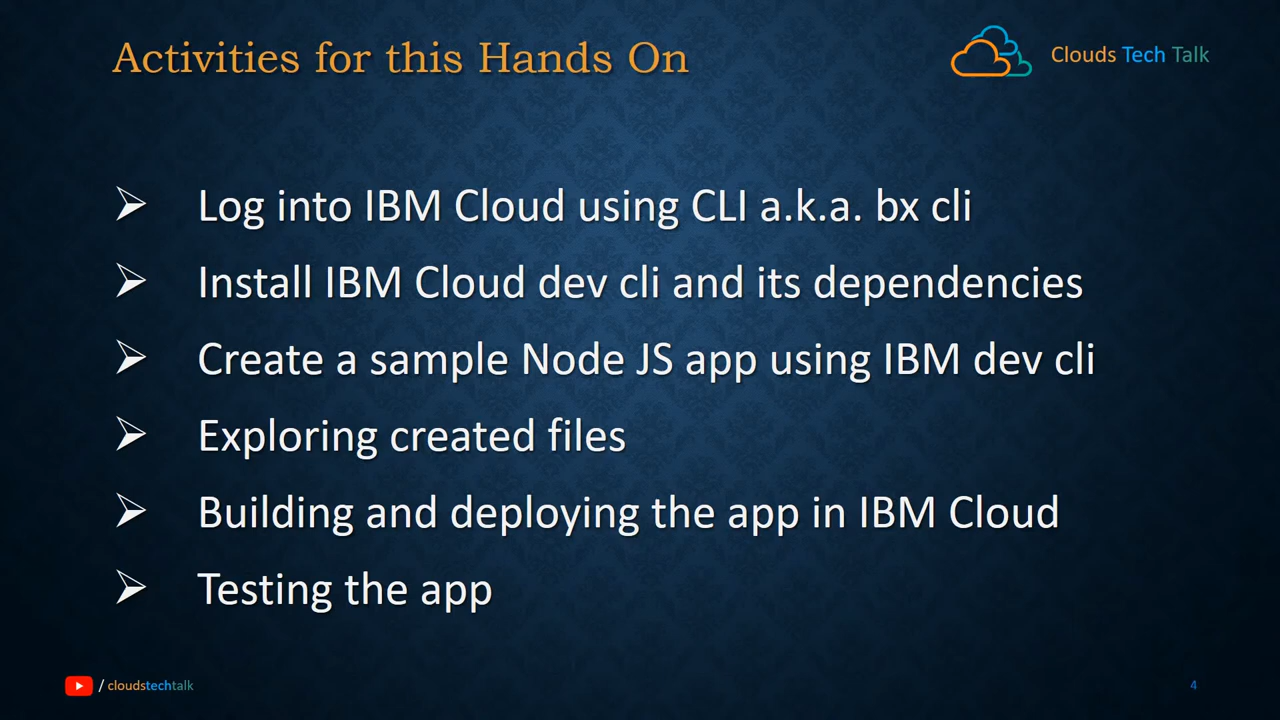 Activities for this Hands On
Clouds Tech Talk
Log into IBM Cloud using CLI a.k.a. bx cli
Install IBM Cloud dev cli and its dependencies
Create a sample Node JS app using IBM dev cli
Exploring created files
Building and deploying the app in IBM Cloud
Testing the app
/ cloudstechtalk
4